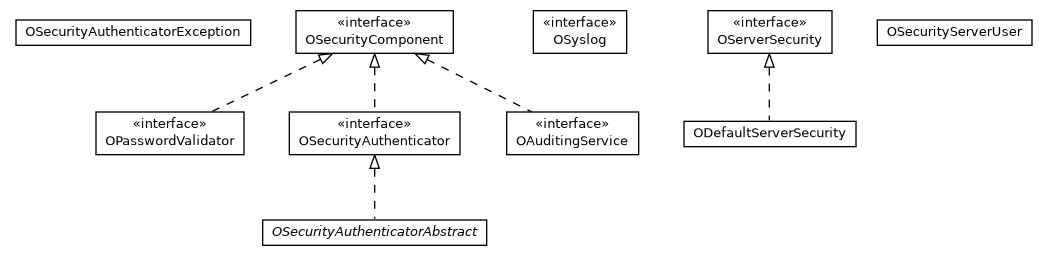 OSecurityAuthenticatorException
«interface»
OSecurityComponent
«interface»
OSyslog
«interface»
OServerSecurity
OSecurityServerUser
«interface»
OPasswordValidator
«interface»
OSecurityAuthenticator
«interface»
OAuditingService
ODefaultServerSecurity
OSecurityAuthenticatorAbstract